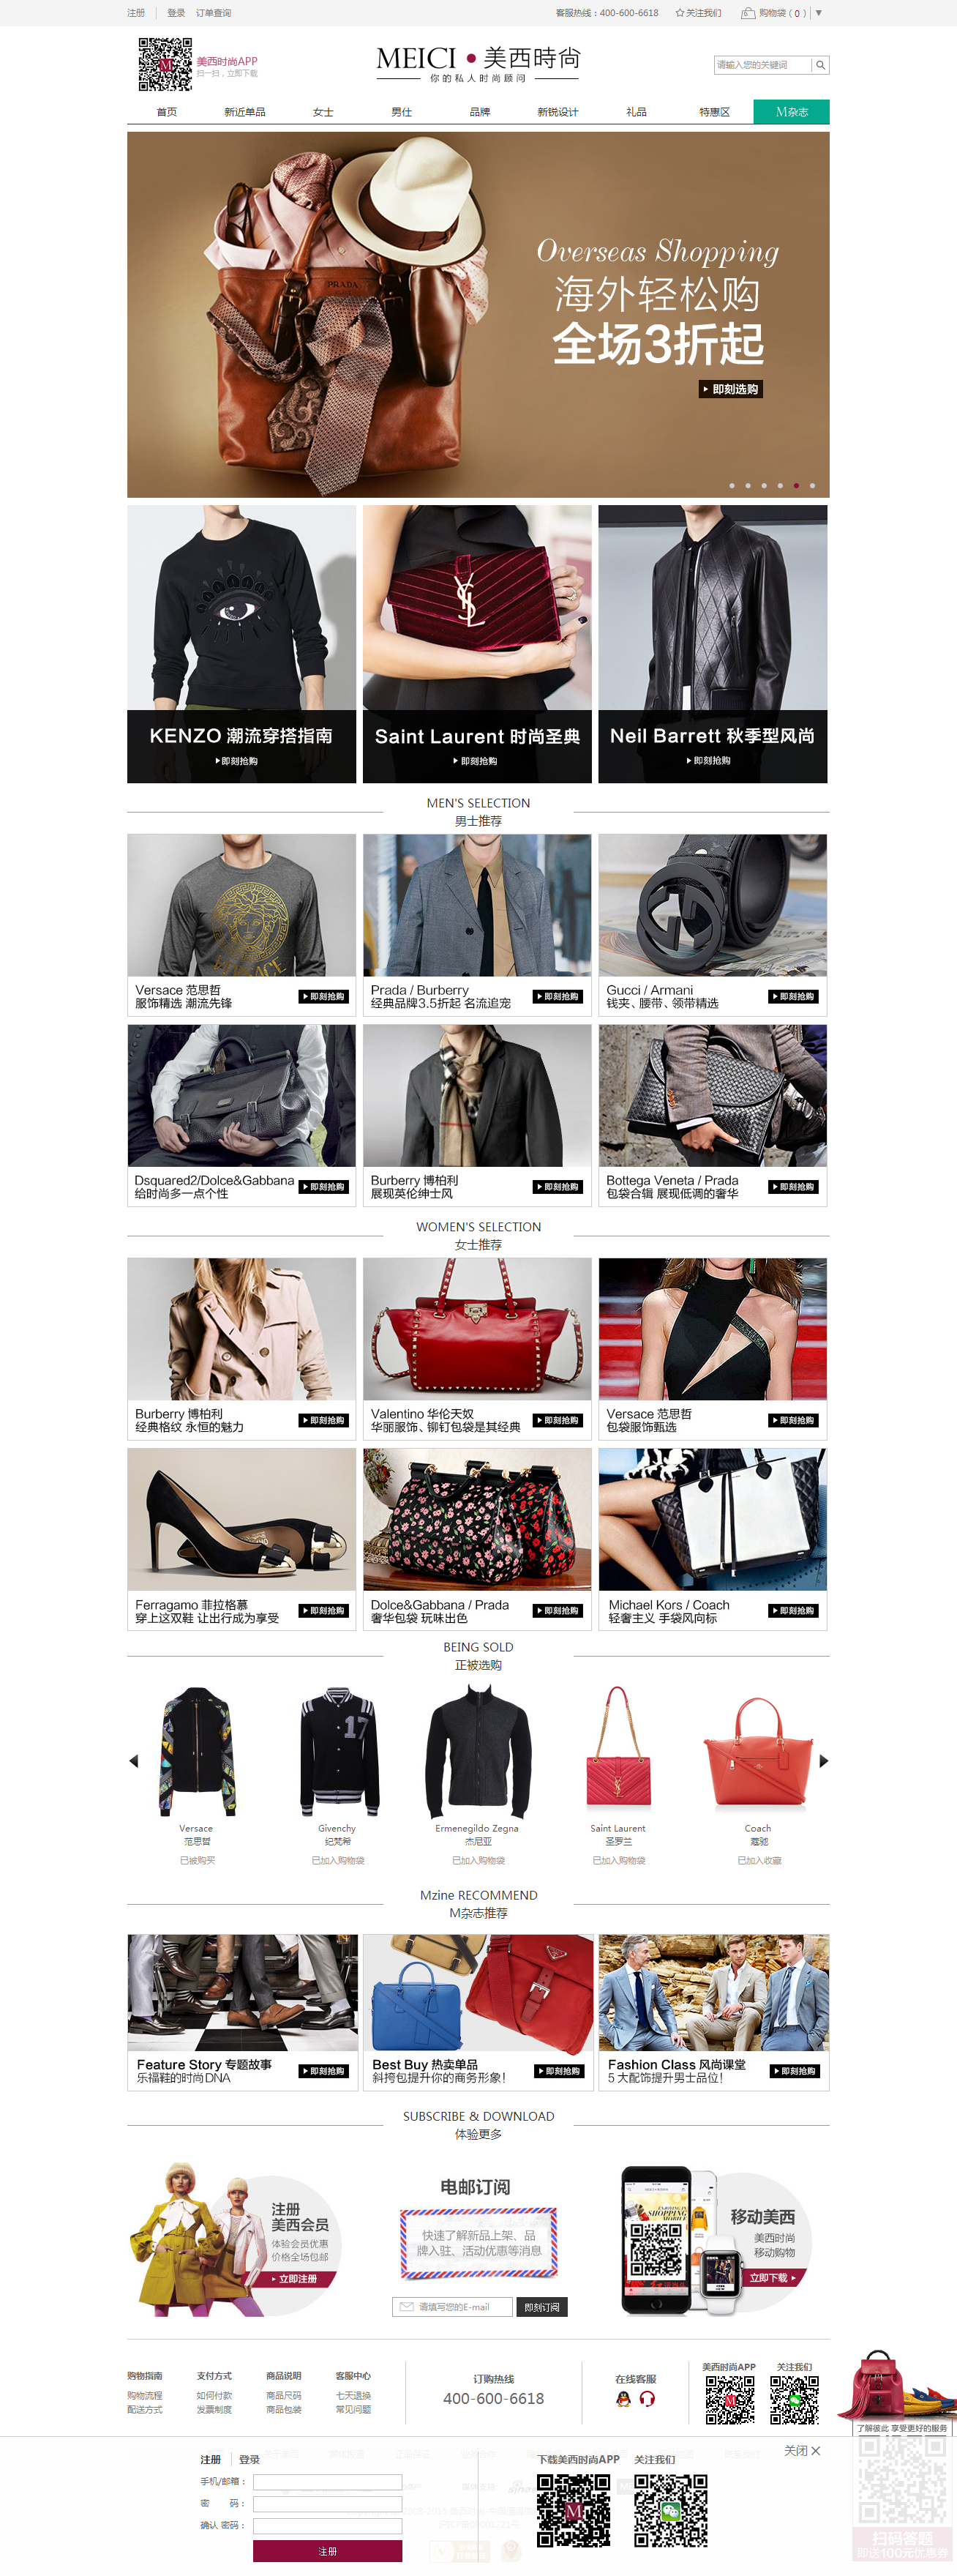 注册 登录 订单查询 客服热线：400-600-6618 关注我们 购物袋(0)
美西时尚APP
扫一扫，立即下载
MEICI·美西時尚
你的私人时尚顾问
请输入您的关键词
首页 新近单品 女士 男仕 品牌 新锐设计 礼品 特惠区 M杂志
PRADA
Overseas Shopping
海外轻松购
全场3折起
即刻选购
KENZO 潮流穿搭指南
即刻抢购
Saint Laurent 时尚圣典
即刻抢购
Neil Barrett 秋季型风尚
即刻抢购
MEN'S SELECTION
男士推荐
Versace 范思哲
服饰精选 潮流先锋
即刻抢购
Prada / Burberry
经典品牌3.5折起 名流追宠
即刻抢购
Gucci / Armani
钱夹、腰带、领带精选
即刻抢购
Dsquared2/Dolce&Gabbana
给时尚多一点个性
即刻抢购
Burberry 博柏利
展现英伦绅士风
即刻抢购
Bottega Veneta / Prada
包袋合辑 展现低调的奢华
即刻抢购
WOMEN'S SELECTION
女士推荐
Burberry 博柏利
经典格纹 永恒的魅力
即刻抢购
Valentino 华伦天奴
华丽服饰、铆钉包袋是其经典
即刻抢购
Versace 范思哲
包袋服饰甄选
即刻抢购
Ferragamo 菲拉格慕
穿上这双鞋 让出行成为享受
即刻抢购
Dolce&Gabbana / Prada
奢华包袋 玩味出色
即刻抢购
Michael Kors / Coach
轻奢主义 手袋风向标
即刻抢购
BEING SOLD
正被选购
Versace
范思哲
已被购买
Givenchy
纪梵希
已加入购物袋
Ermenegildo Zegna
杰尼亚
已加入购物袋
Saint Laurent
圣罗兰
已加入购物袋
Coach
蔻驰
已加入收藏
Mzine RECOMMEND
M杂志推荐
Feature Story 专题故事
乐福鞋的时尚DNA
即刻抢购
Best Buy 热卖单品
斜挎包提升你的商务形象！
即刻抢购
Fashion Class 风尚课堂
5 大配饰提升男士品位！
即刻抢购
SUBSCRIBE & DOWNLOAD
体验更多
注册
美西会员
体验会员优惠
价格全场包邮
立即注册
电邮订阅
快速了解新品上架、品
牌入驻、活动优惠等消息
请填写您的E-mail
即刻订阅
移动美西
美西时尚
移动购物
立即下载
购物指南 支付方式 商品说明 客服中心
购物流程 如何付款 商品尺码 七天退换
配送方式 发票制度 商品包装 常见问题
订购热线
400-600-6618
在线客服
美西时尚APP 关注我们
了解彼此 享受更好的服务
扫码答题
即送100元优惠券
关闭
注册 登录
手机/邮箱：
密 码：
确认 密码：
注册
下载美西时尚APP 关注我们